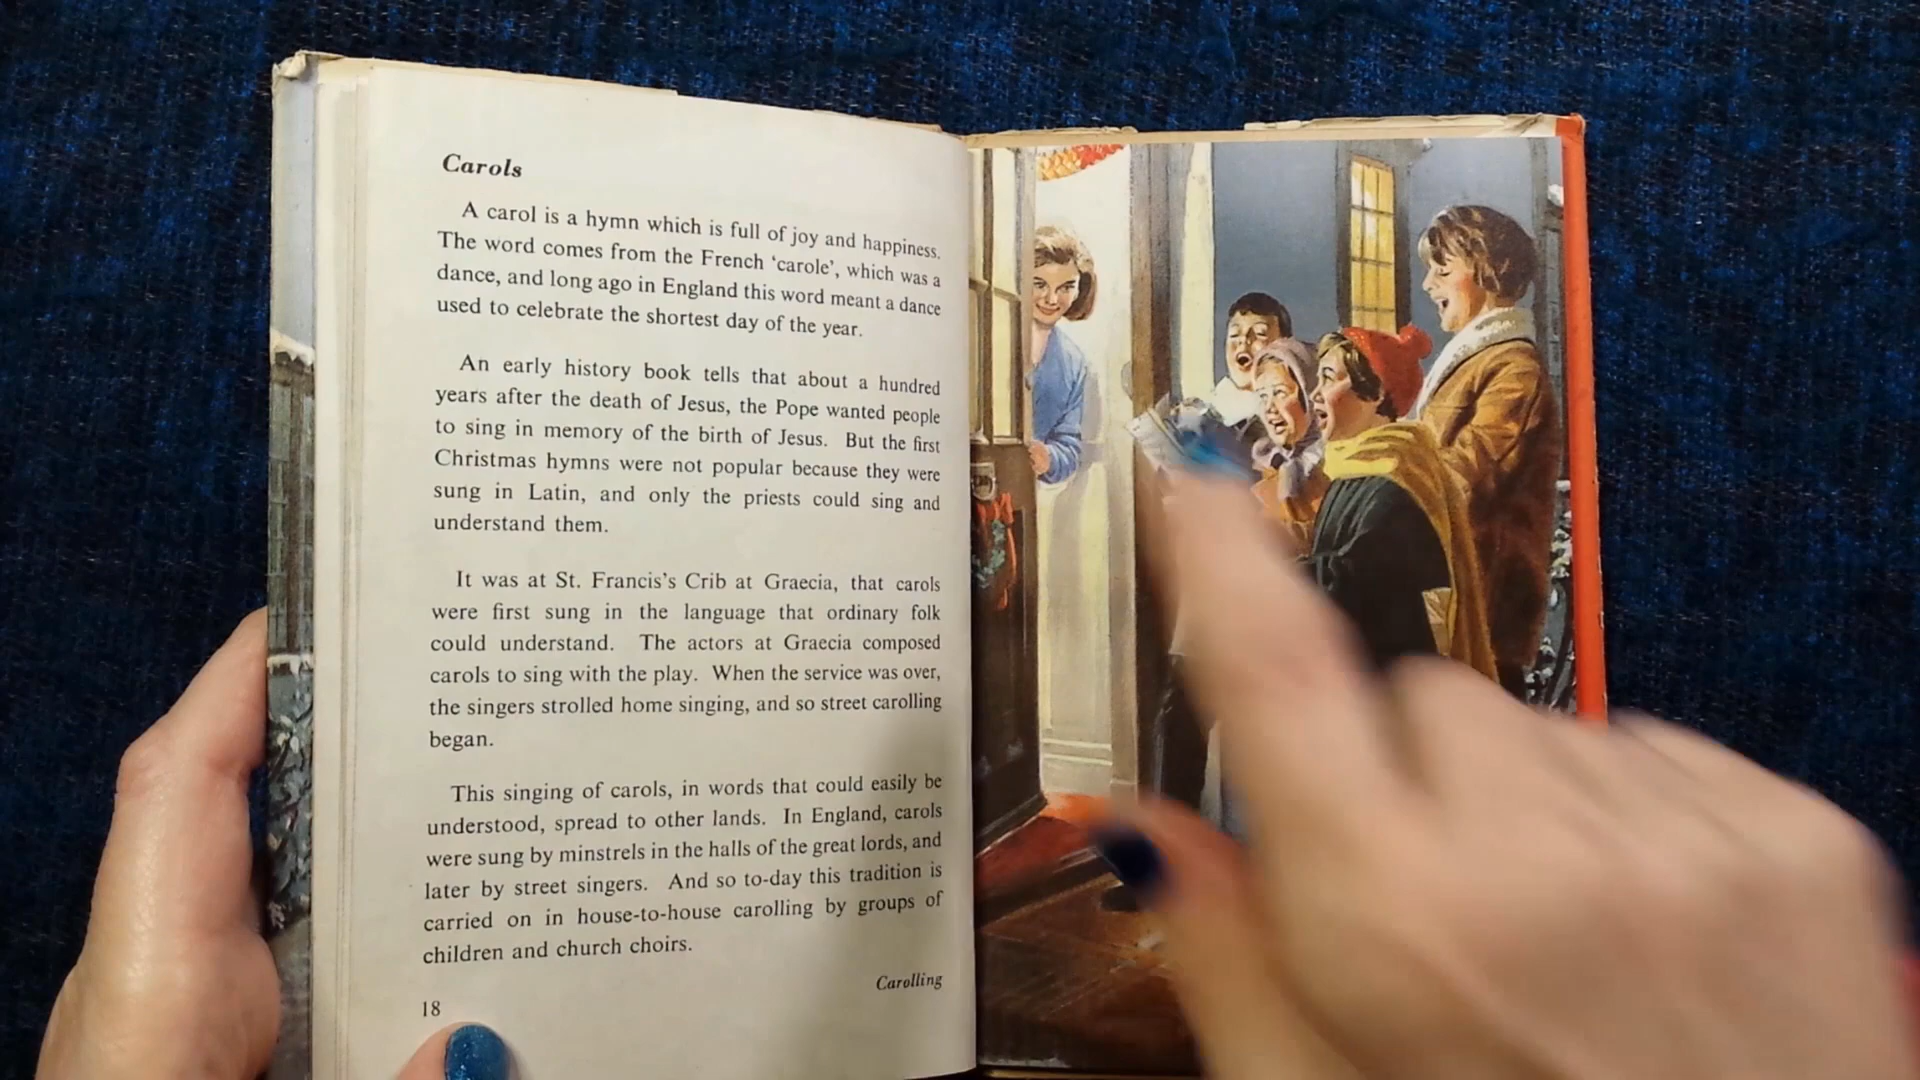 Carols
A carol is a hymn which is full of joy and happiness.
The word comes from the French ‘carole’, which was a
dance, and long ago in England this word meant a dance
used to celebrate the shortest day of the year.
An early history book tells that about a hundred
years after the death of Jesus, the Pope wanted people
to sing in memory of the birth of Jesus. But the first
Christmas hymns were not popular because they were
sung in Latin, and only the priests could sing and
understand them.
It was at St. Francis’s Crib at Graecia, that carols
were first sung in the language that ordinary folk
could understand. The actors at Graecia composed
carols to sing with the play. When the service was over,
the singers strolled home singing, and so street carolling
began.
This singing of carols, in words that could easily be
understood, spread to other lands. In England, carols
were sung by minstrels in the halls of the great lords, and
later by street singers. And so to-day this tradition is
carried on in house-to-house carolling by groups of
children and church choirs.
Carolling
18